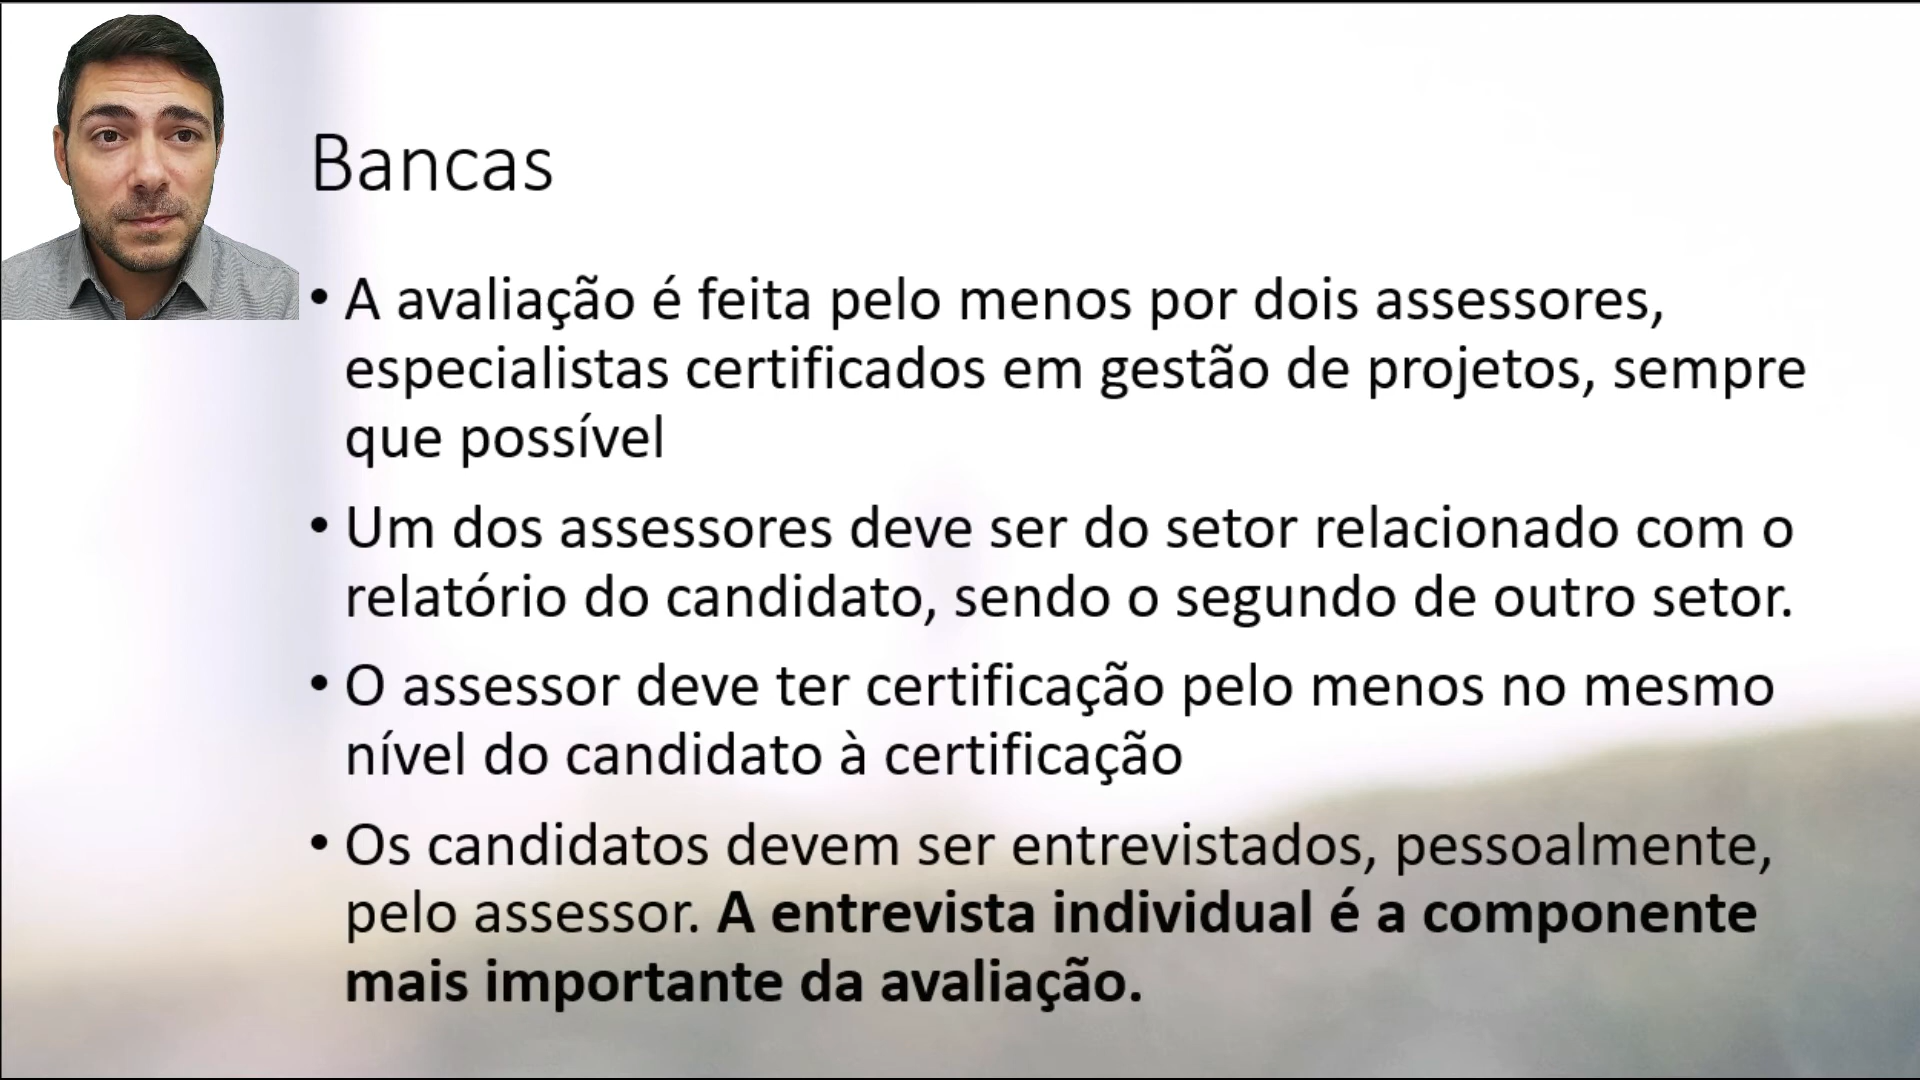 Bancas
• A avaliação é feita pelo menos por dois assessores,
especialistas certificados em gestão de projetos, sempre
que possível
• Um dos assessores deve ser do setor relacionado com o
relatório do candidato, sendo o segundo de outro setor.
• O assessor deve ter certificação pelo menos no mesmo
nível do candidato à certificação
• Os candidatos devem ser entrevistados, pessoalmente,
pelo assessor. A entrevista individual é a componente
mais importante da avaliação.